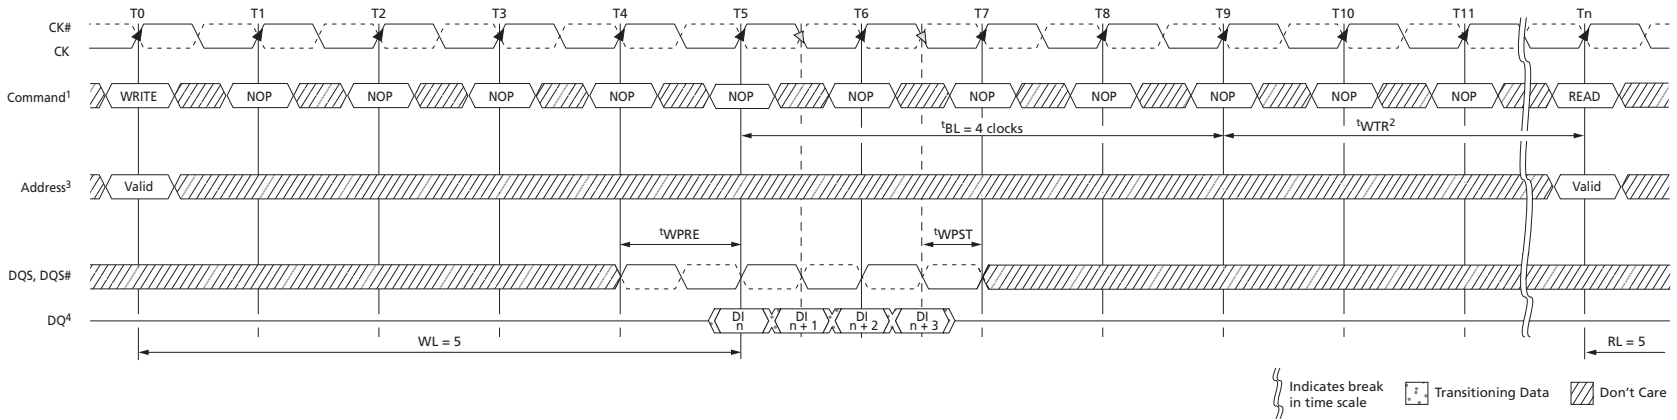 T0 T1 T2 T3 T4 T5 T6 T7 T8 T9 T10 T11 Tn
CK#
CK
Command¹ WRITE NOP NOP NOP NOP NOP NOP NOP NOP NOP NOP NOP READ
ᵗBL = 4 clocks ᵗWTR²
Address³ Valid Valid
ᵗWPRE ᵗWPST
DQS, DQS#
DQ⁴ DI n DI n + 1 DI n + 2 DI n + 3
WL = 5 RL = 5
Indicates break in time scale Transitioning Data Don't Care